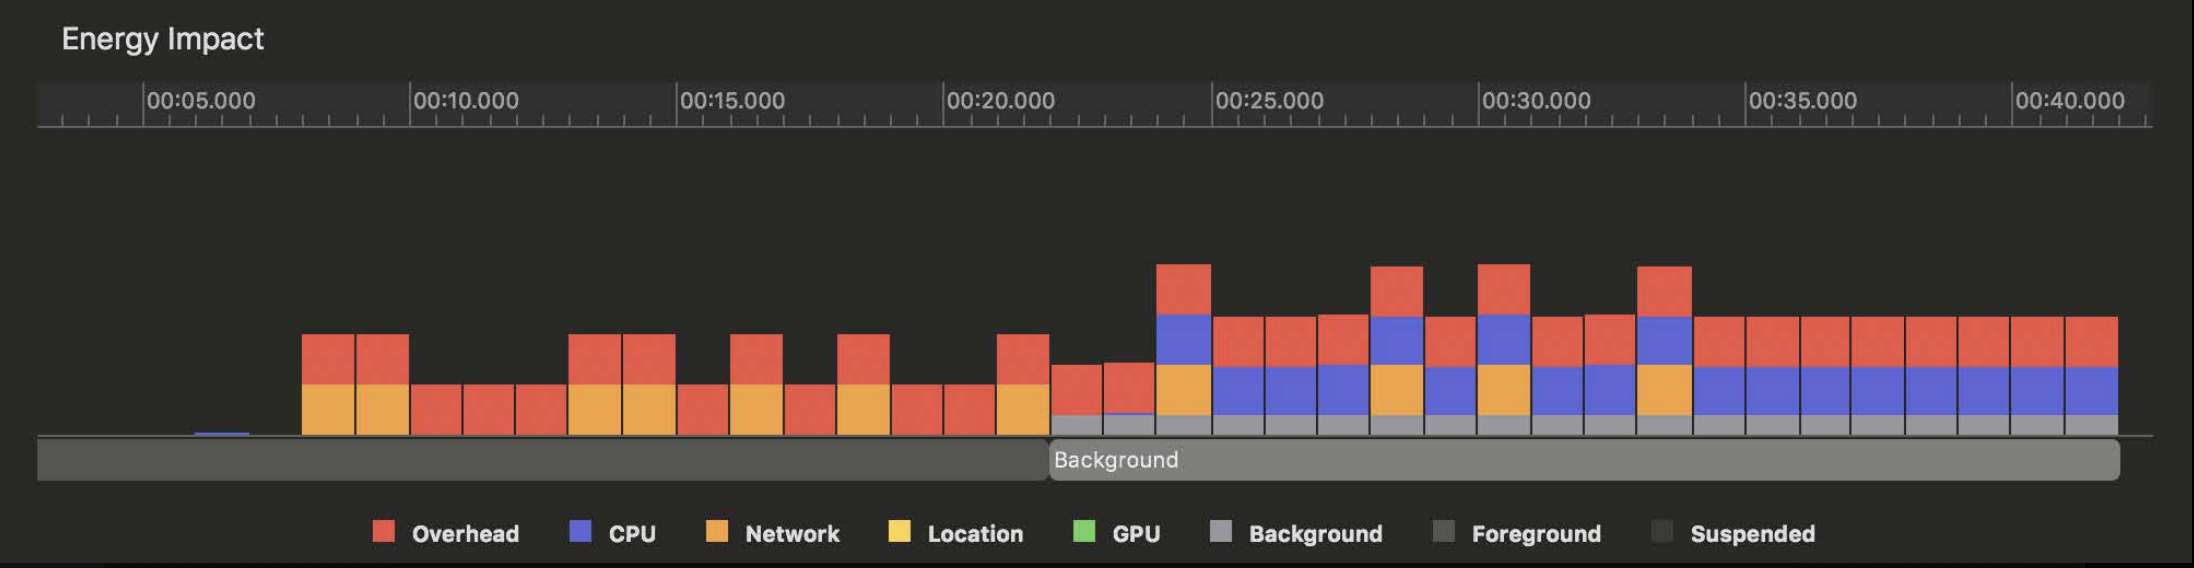 Energy Impact
00:05.000 00:10.000 00:15.000 00:20.000 00:25.000 00:30.000 00:35.000 00:40.000
Background
Overhead CPU Network Location GPU Background Foreground Suspended